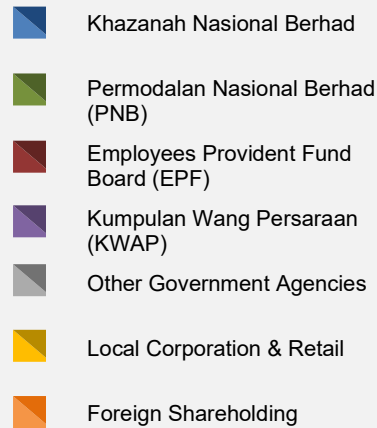 Khazanah Nasional Berhad
Permodalan Nasional Berhad
(PNB)
Employees Provident Fund
Board (EPF)
Kumpulan Wang Persaraan
(KWAP)
Other Government Agencies
Local Corporation & Retail
Foreign Shareholding